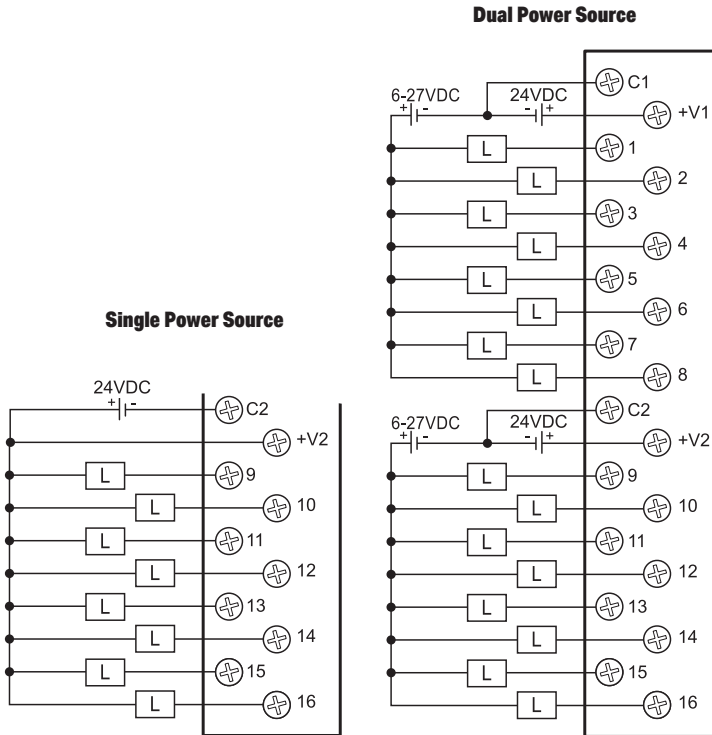 Dual Power Source
C1
6-27VDC 24VDC
+ - - + +V1
L 1
L 2
L 3
L 4
L 5
L 6
L 7
L 8
C2
6-27VDC 24VDC
+ - - + +V2
L 9
L 10
L 11
L 12
L 13
L 14
L 15
L 16
Single Power Source
24VDC
+ - C2
+V2
L 9
L 10
L 11
L 12
L 13
L 14
L 15
L 16